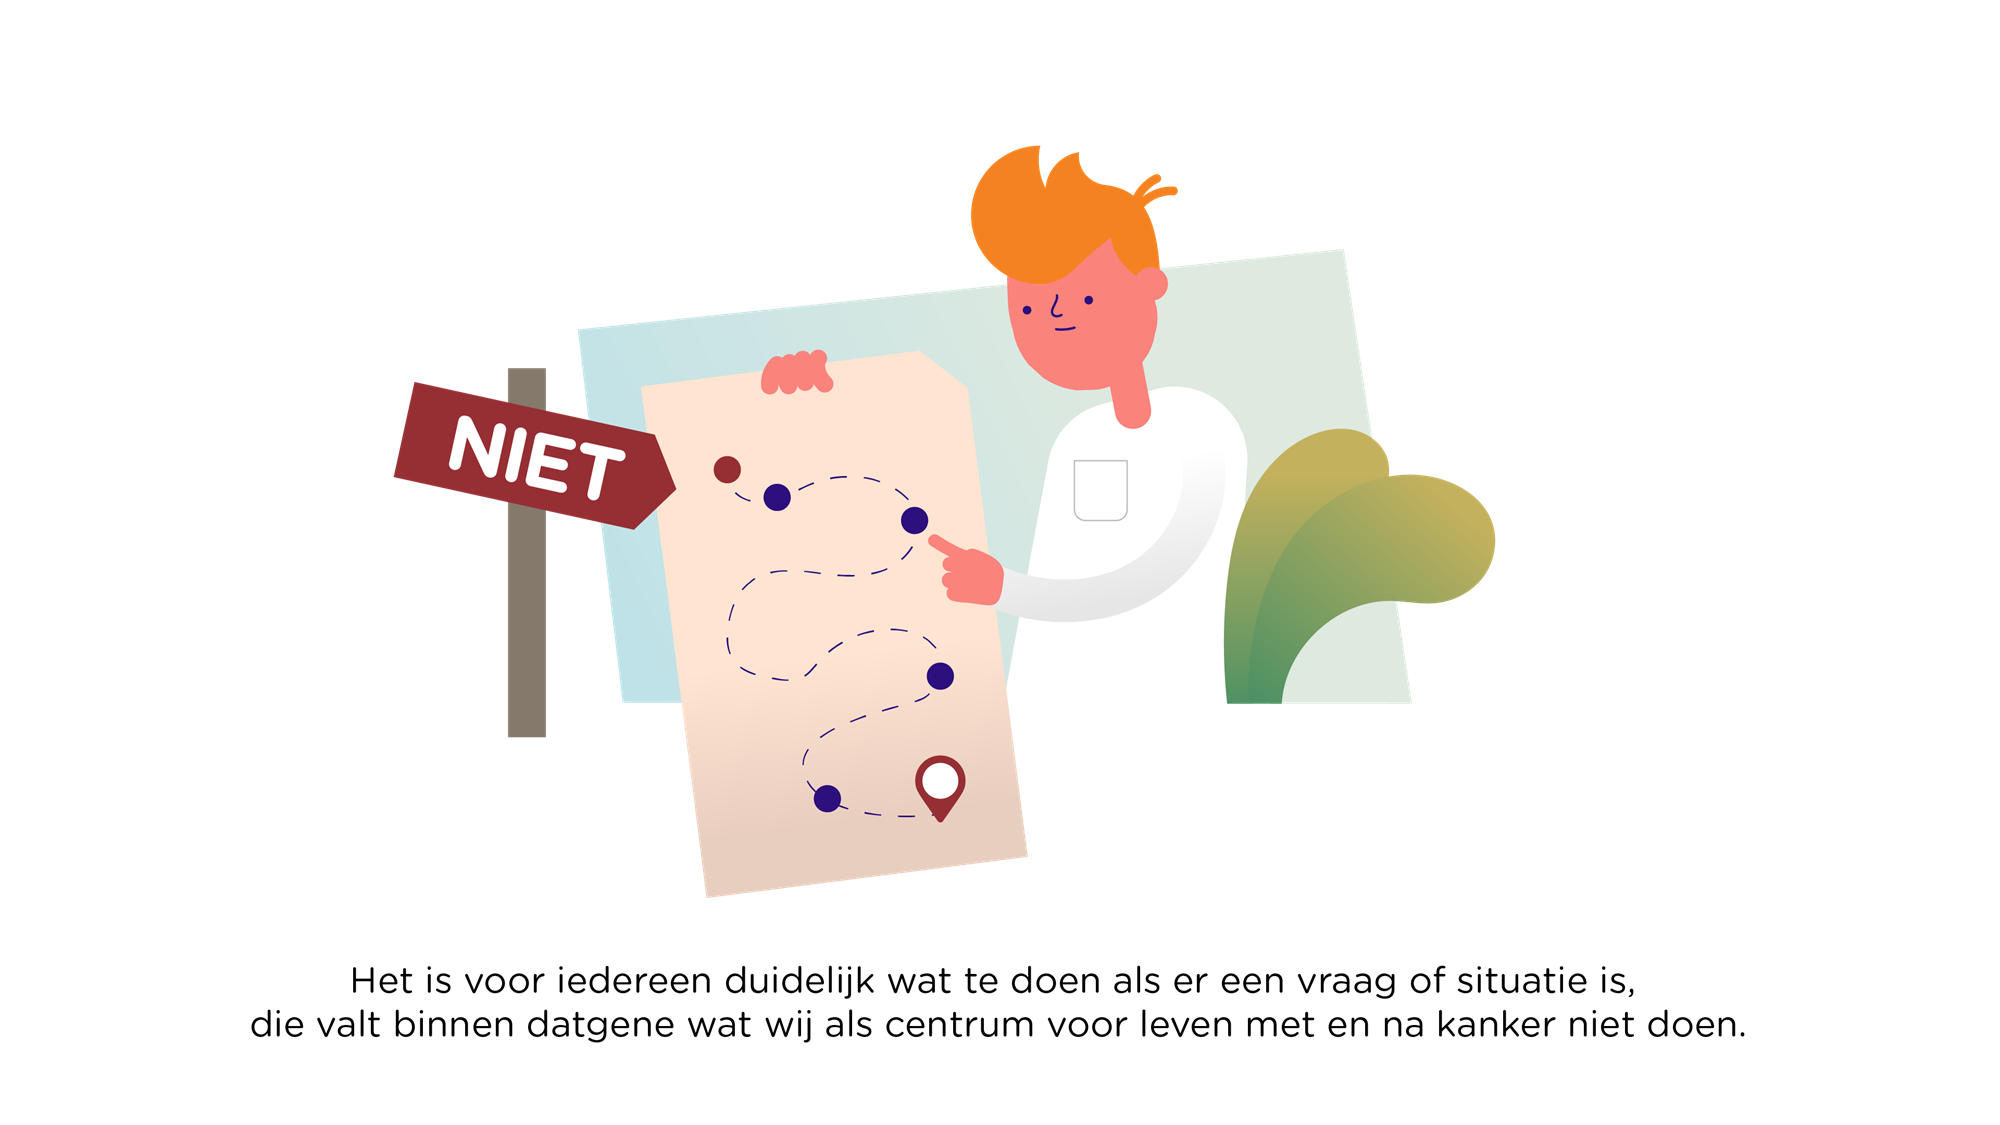 NIET
Het is voor iedereen duidelijk wat te doen als er een vraag of situatie is,
die valt binnen datgene wat wij als centrum voor leven met en na kanker niet doen.